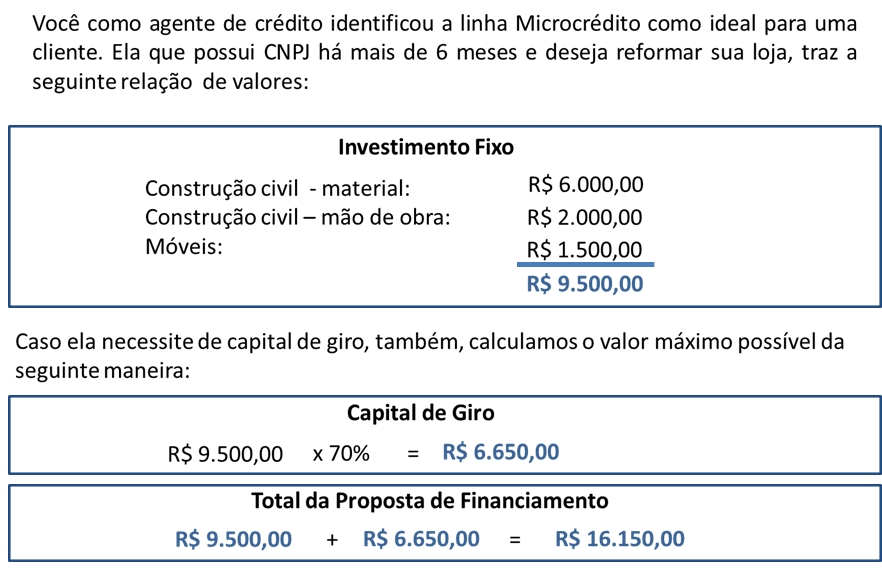 Você como agente de crédito identificou a linha Microcrédito como ideal para uma
cliente. Ela que possui CNPJ há mais de 6 meses e deseja reformar sua loja, traz a
seguinte relação de valores:
Investimento Fixo
Construção civil - material: R$ 6.000,00
Construção civil – mão de obra: R$ 2.000,00
Móveis: R$ 1.500,00
R$ 9.500,00
Caso ela necessite de capital de giro, também, calculamos o valor máximo possível da
seguinte maneira:
Capital de Giro
R$ 9.500,00 x 70% = R$ 6.650,00
Total da Proposta de Financiamento
R$ 9.500,00 + R$ 6.650,00 = R$ 16.150,00